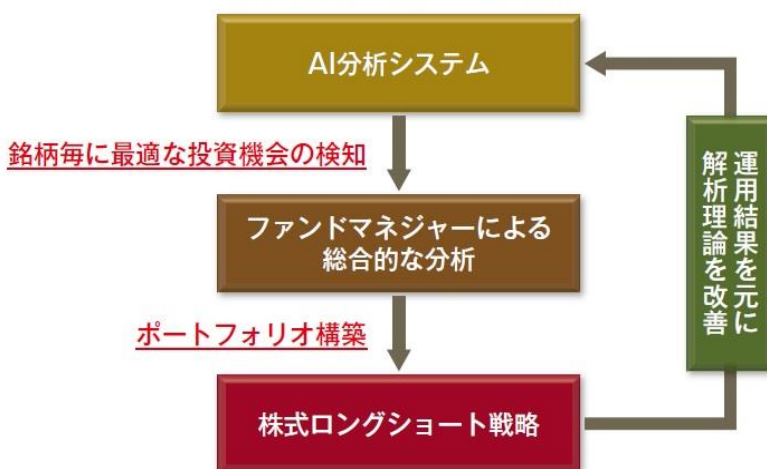 AI分析システム
銘柄毎に最適な投資機会の検知
ファンドマネジャーによる
総合的な分析
ポートフォリオ構築
株式ロングショート戦略
運用結果を元に
解析理論を改善